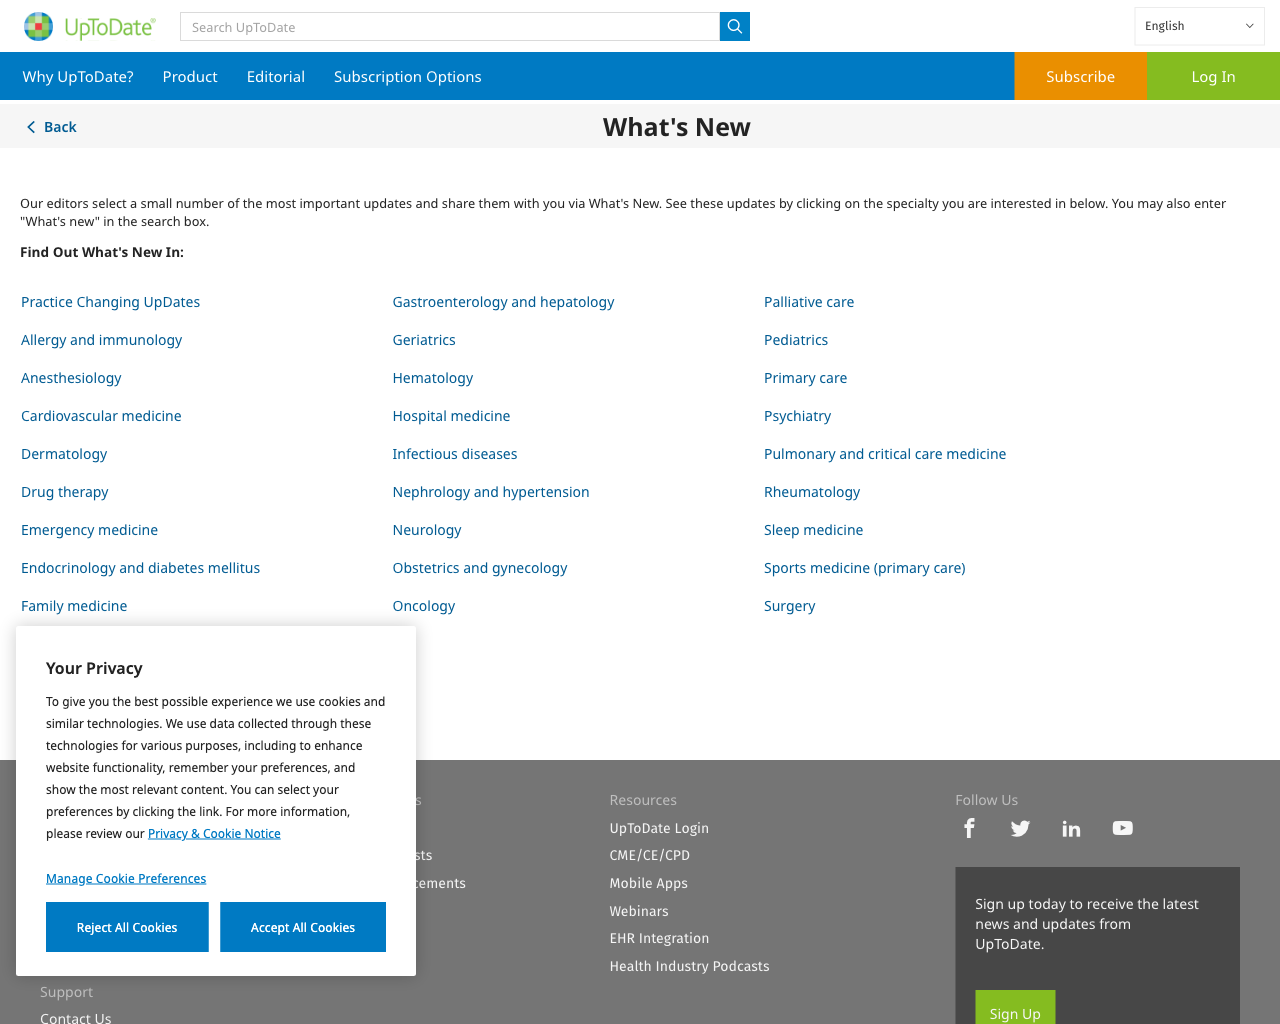 UpToDate®
Search UpToDate
English
Why UpToDate?
Product
Editorial
Subscription Options
Subscribe
Log In
Back
What's New
Our editors select a small number of the most important updates and share them with you via What's New. See these updates by clicking on the specialty you are interested in below. You may also enter
"What's new" in the search box.
Find Out What's New In:
Practice Changing UpDates
Allergy and immunology
Anesthesiology
Cardiovascular medicine
Dermatology
Drug therapy
Emergency medicine
Endocrinology and diabetes mellitus
Family medicine
Gastroenterology and hepatology
Geriatrics
Hematology
Hospital medicine
Infectious diseases
Nephrology and hypertension
Neurology
Obstetrics and gynecology
Oncology
Palliative care
Pediatrics
Primary care
Psychiatry
Pulmonary and critical care medicine
Rheumatology
Sleep medicine
Sports medicine (primary care)
Surgery
Your Privacy
To give you the best possible experience we use cookies and
similar technologies. We use data collected through these
technologies for various purposes, including to enhance
website functionality, remember your preferences, and
show the most relevant content. You can select your
preferences by clicking the link. For more information,
please review our Privacy & Cookie Notice
Manage Cookie Preferences
Reject All Cookies
Accept All Cookies
Support
Contact Us
Resources
UpToDate Login
CME/CE/CPD
Mobile Apps
Webinars
EHR Integration
Health Industry Podcasts
Follow Us
Sign up today to receive the latest
news and updates from
UpToDate.
Sign Up